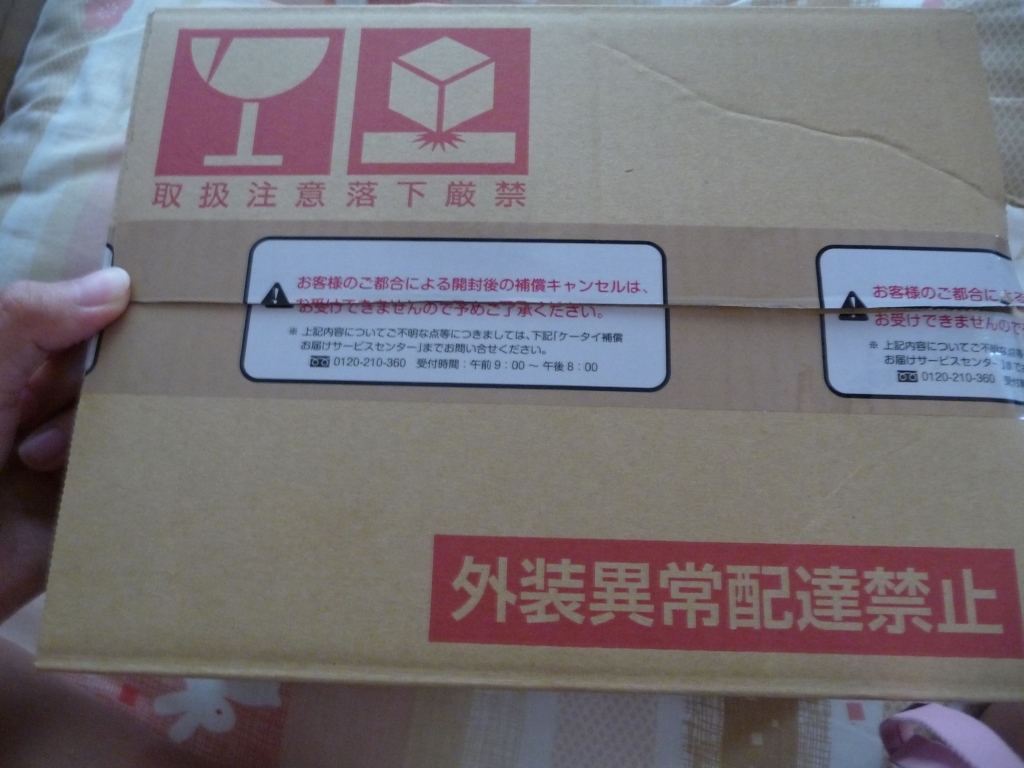 取扱注意 落下厳禁
お客様のご都合による開封後の補償キャンセルは、
お受けできませんので予めご了承ください。
※ 上記内容についてご不明な点等につきましては、下記「ケータイ補償
お届けサービスセンター」までお問い合せください。
0120-210-360 受付時間：午前9：00 ～ 午後8：00
お客様のご都合による
お受けできませんので
※ 上記内容についてご不明
お届けサービスセンター
0120-210-360
外装異常配達禁止